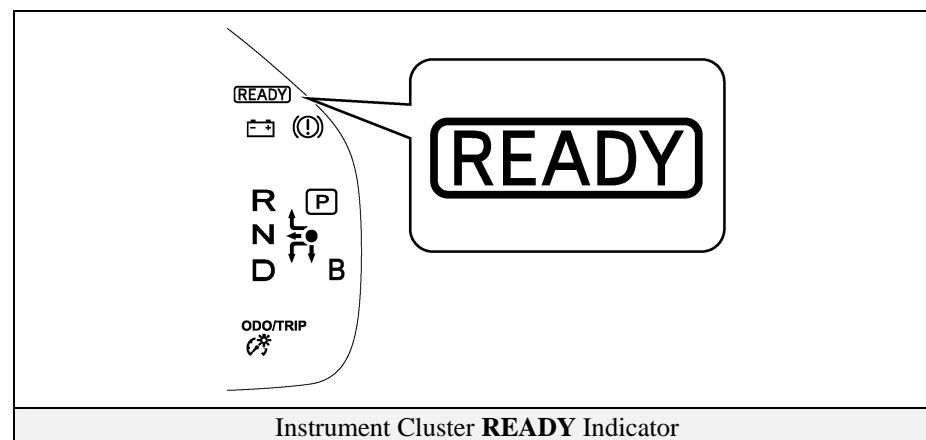 READY
READY
R P
N
D B
ODO/TRIP
Instrument Cluster READY Indicator